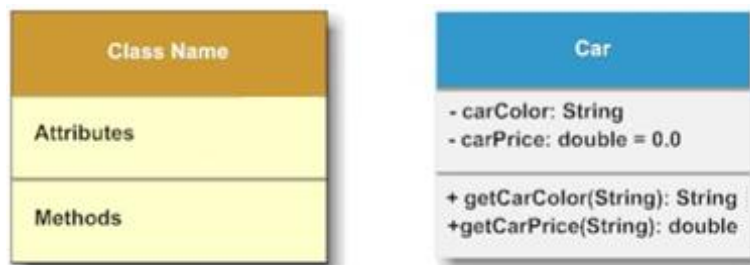 Class Name
Attributes
Methods
Car
- carColor: String
- carPrice: double = 0.0
+ getCarColor(String): String
+getCarPrice(String): double